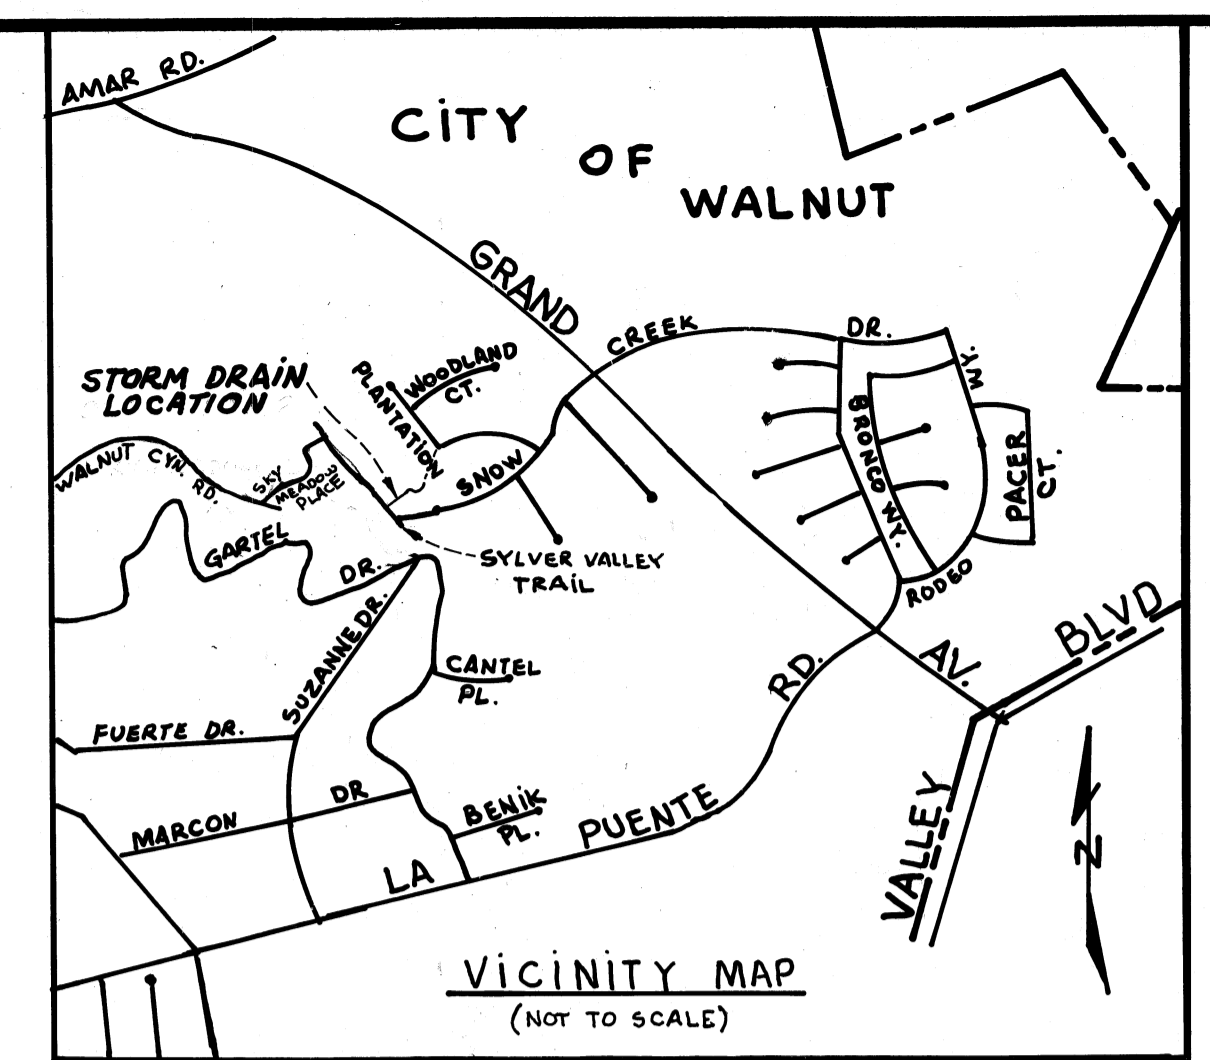 AMAR RD.
CITY
OF
WALNUT
GRAND
CREEK
DR.
WY.
STORM DRAIN
LOCATION
PLANTATION
WOODLAND
CT.
WALNUT CYN. RD.
SKY
MEADOW
PLACE
SNOW
BRONCO WY.
PACER
CT.
GARTEL
DR.
SYLVER VALLEY
TRAIL
RODEO
SUZANNE DR.
CANTEL
PL.
RD.
AV.
BLVD
FUERTE DR.
MARCON
DR
BENIK
PL.
PUENTE
LA
VALLEY
N
VICINITY MAP
(NOT TO SCALE)